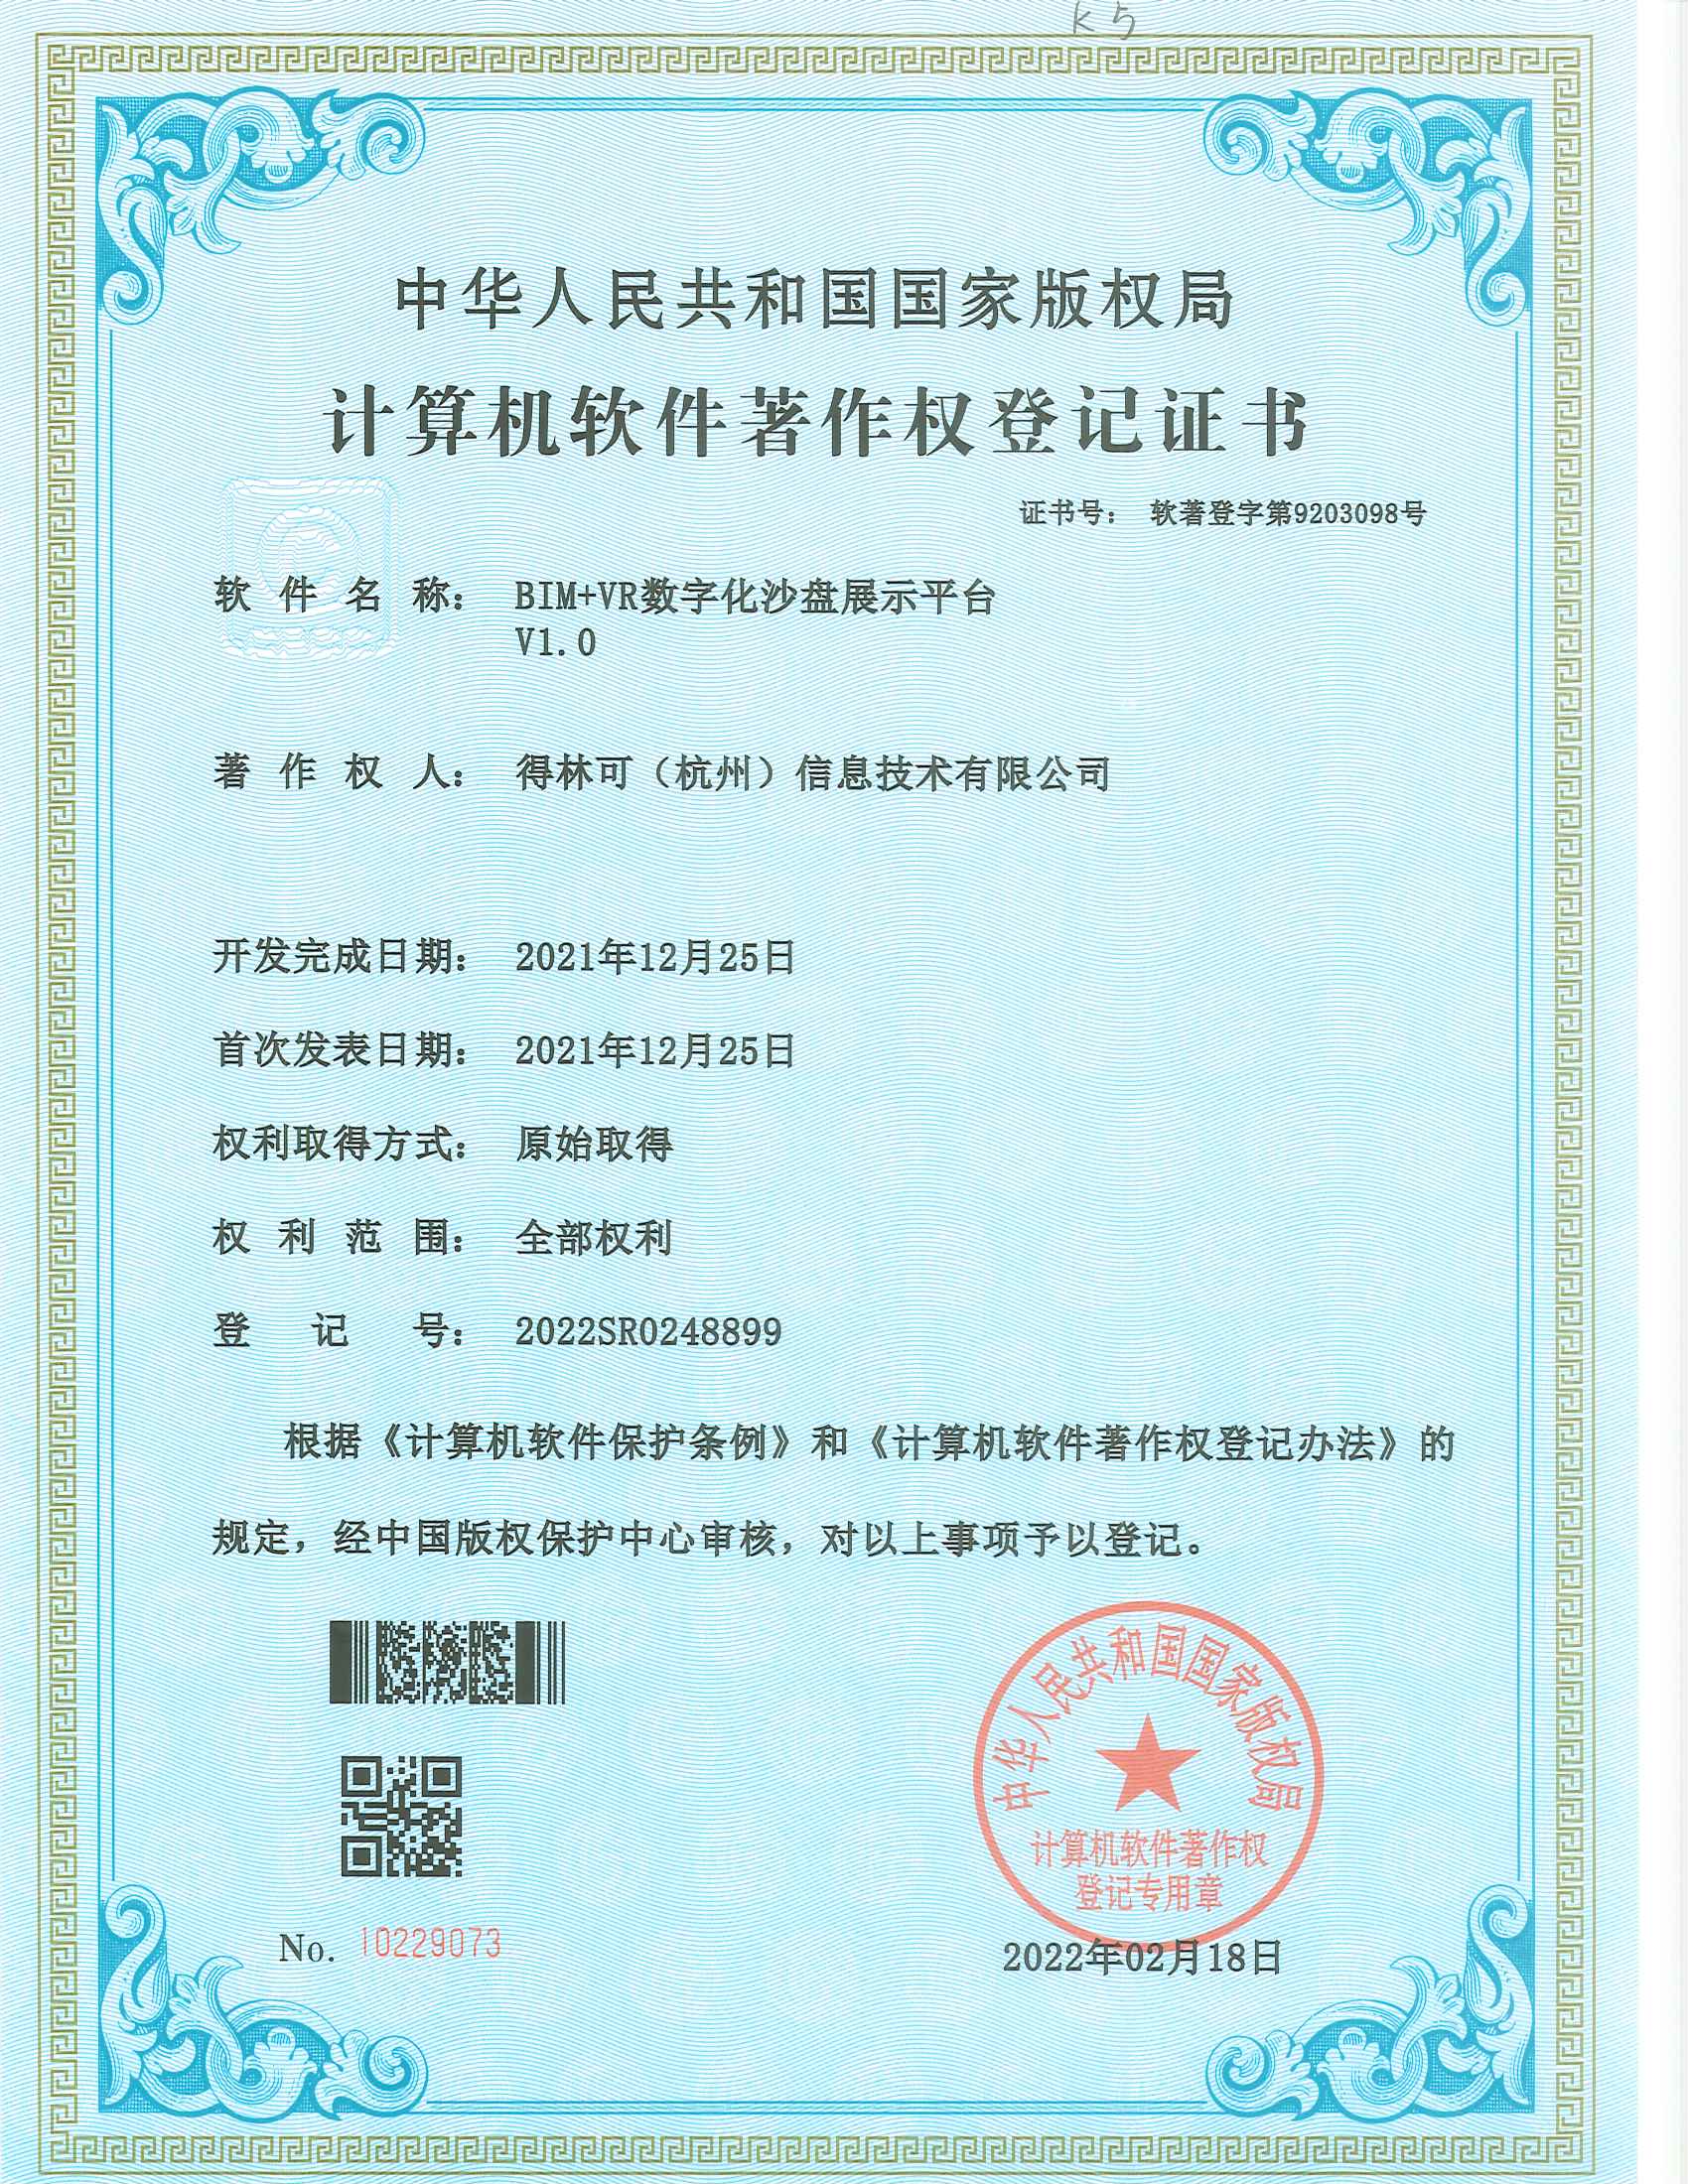 K5
中华人民共和国国家版权局
计算机软件著作权登记证书
证书号： 软著登字第9203098号
软件名称： BIM+VR数字化沙盘展示平台
V1.0
著作权人： 得林可（杭州）信息技术有限公司
开发完成日期： 2021年12月25日
首次发表日期： 2021年12月25日
权利取得方式： 原始取得
权利范围： 全部权利
登记号： 2022SR0248899
根据《计算机软件保护条例》和《计算机软件著作权登记办法》的
规定，经中国版权保护中心审核，对以上事项予以登记。
中华人民共和国国家版权局
计算机软件著作权
登记专用章
No. 10229073
2022年02月18日